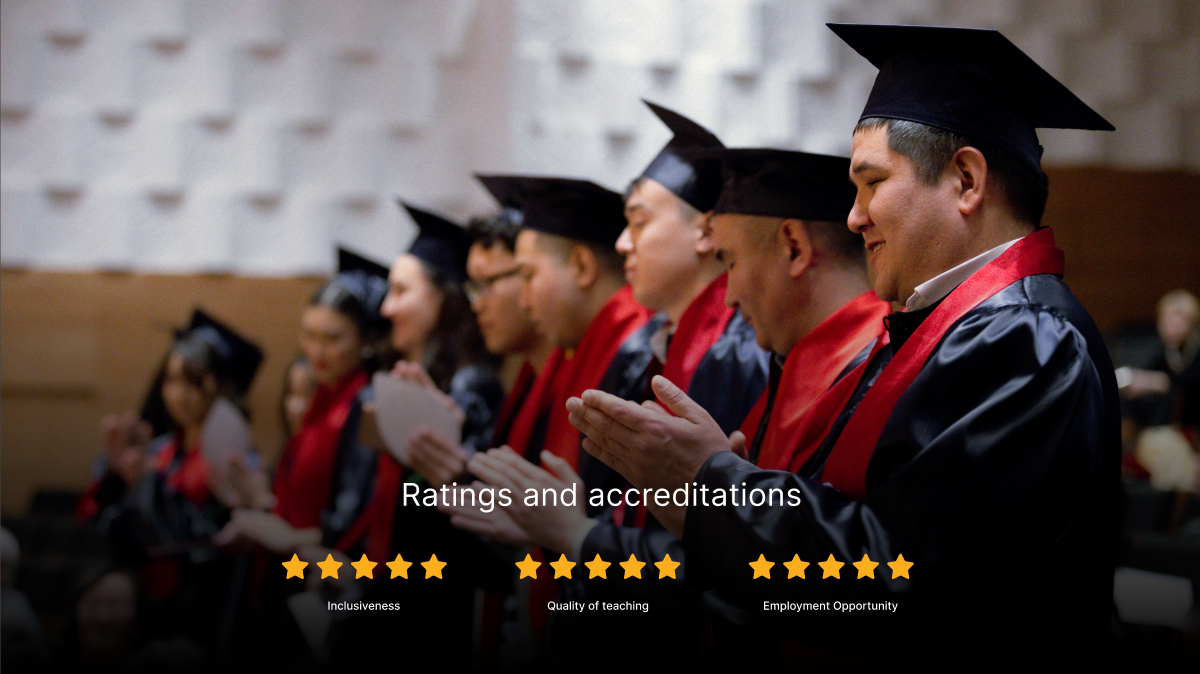 Ratings and accreditations
Inclusiveness
Quality of teaching
Employment Opportunity